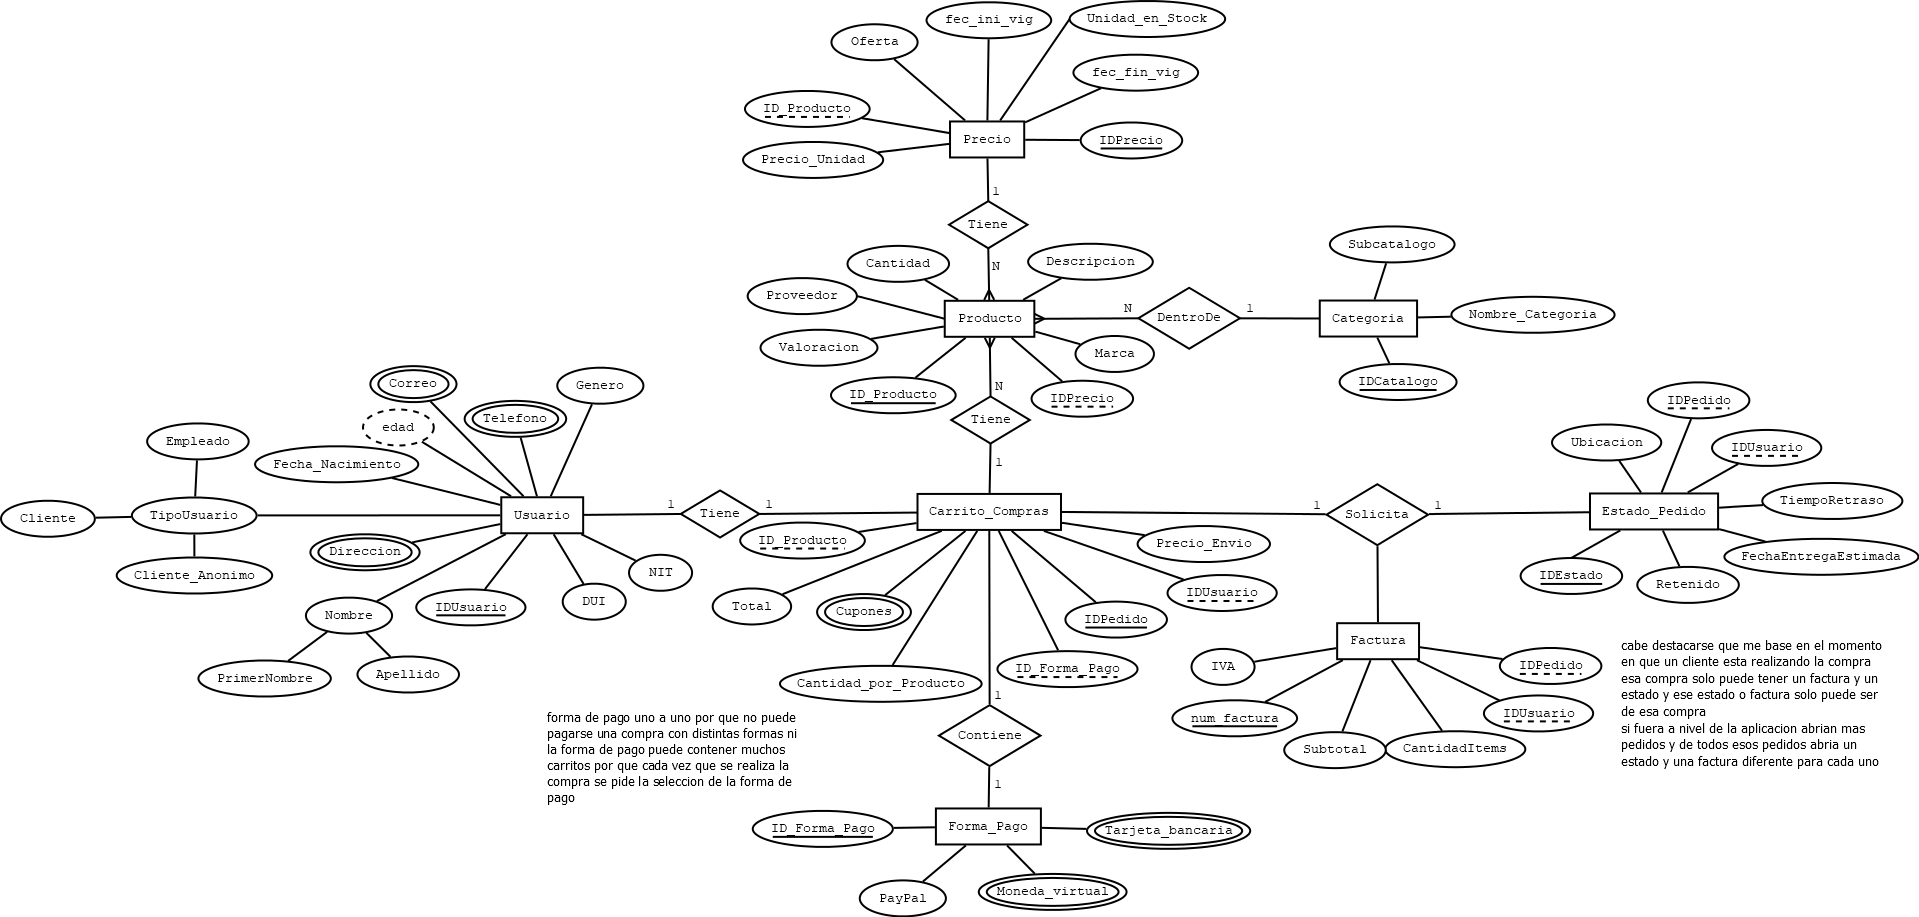 fec_ini_vig
Unidad_en_Stock
Oferta
fec_fin_vig
ID_Producto
Precio
IDPrecio
Precio_Unidad
1
Tiene
N
Cantidad
Descripcion
Proveedor
Producto
Valoracion
Marca
ID_Producto
IDPrecio
N
DentroDe
1
Subcatalogo
Categoria
Nombre_Categoria
IDCatalogo
N
Tiene
1
Correo
Genero
edad
Telefono
Empleado
Fecha_Nacimiento
Cliente
TipoUsuario
Usuario
Cliente_Anonimo
Direccion
NIT
Nombre
IDUsuario
DUI
PrimerNombre
Apellido
1
Tiene
1
Carrito_Compras
ID_Producto
Precio_Envio
Total
Cupones
IDUsuario
IDPedido
ID_Forma_Pago
Cantidad_por_Producto
1
Solicita
1
IDPedido
Ubicacion
IDUsuario
TiempoRetraso
Estado_Pedido
FechaEntregaEstimada
IDEstado
Retenido
Factura
IVA
IDPedido
num_factura
IDUsuario
Subtotal
CantidadItems
cabe destacarse que me base en el momento
en que un cliente esta realizando la compra
esa compra solo puede tener un factura y un
estado y ese estado o factura solo puede ser
de esa compra
si fuera a nivel de la aplicacion abrian mas
pedidos y de todos esos pedidos abria un
estado y una factura diferente para cada uno
forma de pago uno a uno por que no puede
pagarse una compra con distintas formas ni
la forma de pago puede contener muchos
carritos por que cada vez que se realiza la
compra se pide la seleccion de la forma de
pago
1
Contiene
1
ID_Forma_Pago
Forma_Pago
Tarjeta_bancaria
PayPal
Moneda_virtual